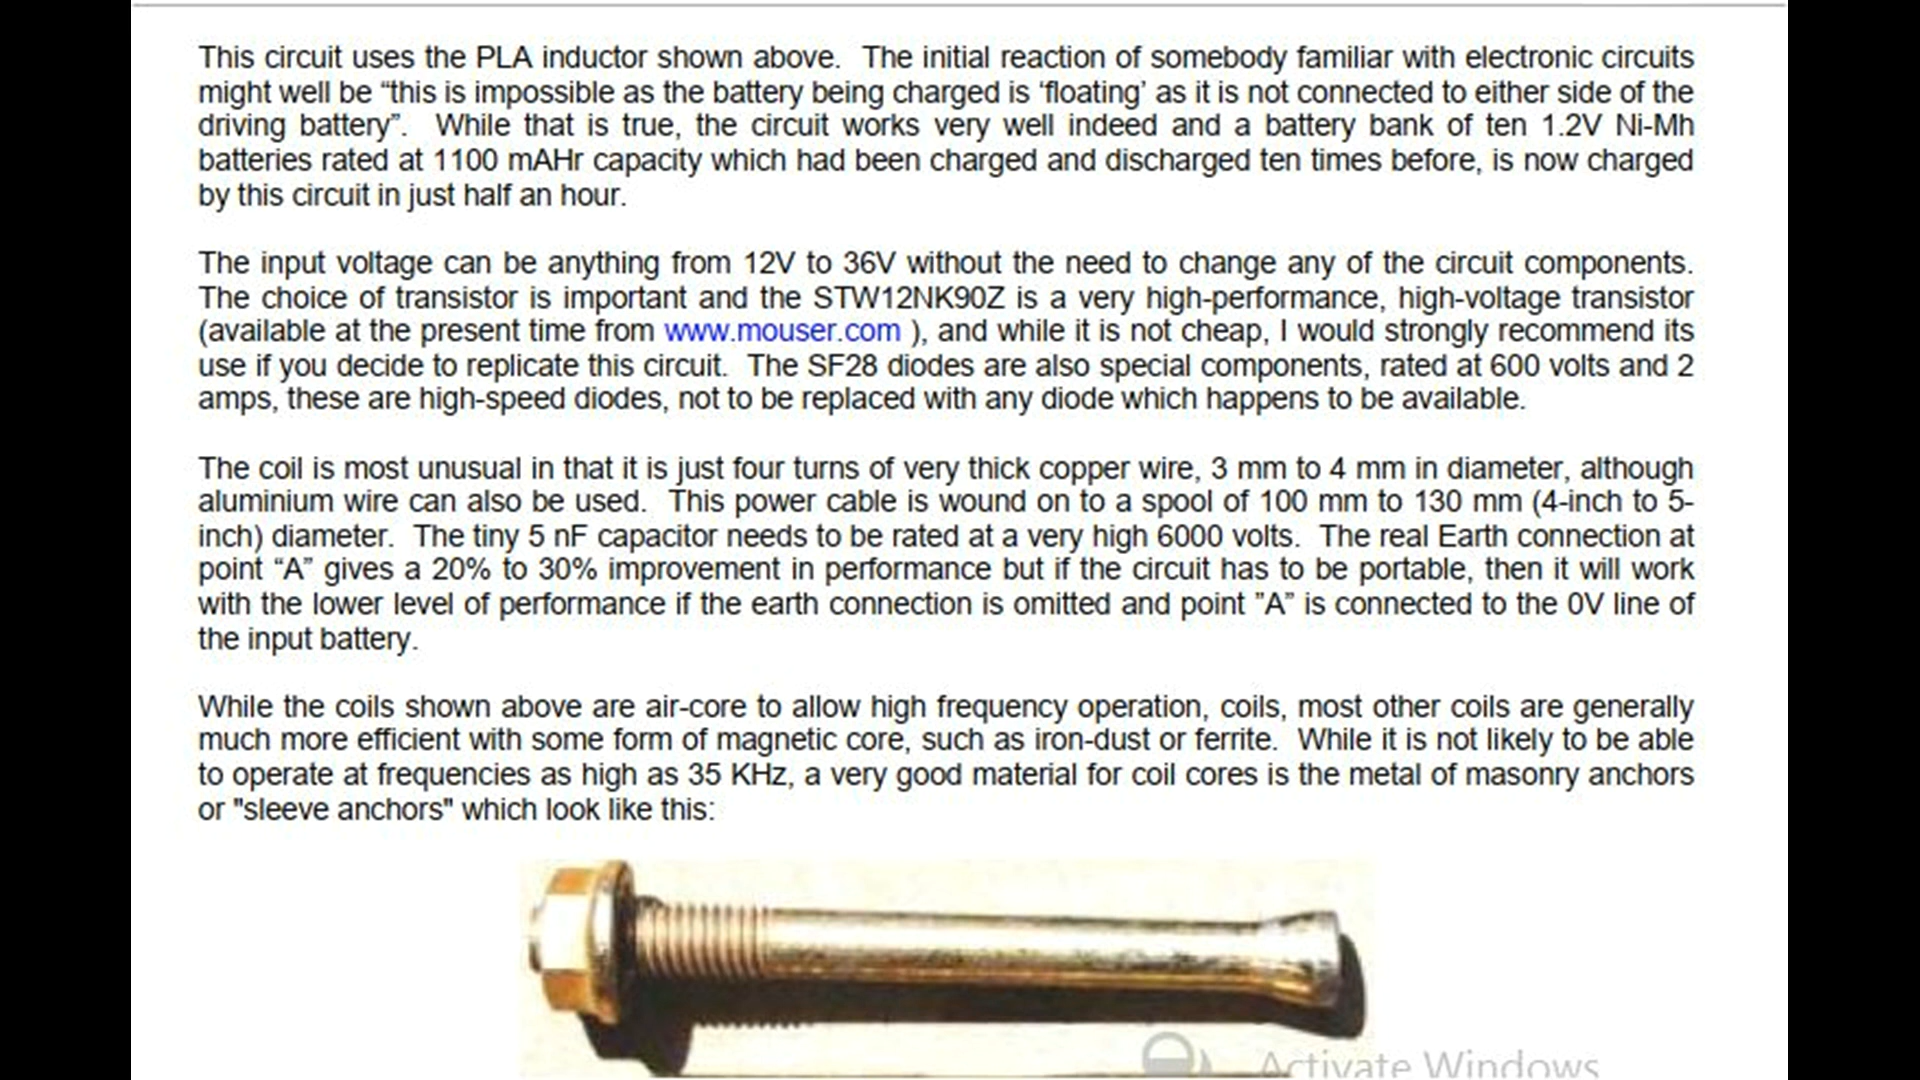 This circuit uses the PLA inductor shown above.  The initial reaction of somebody familiar with electronic circuits
might well be “this is impossible as the battery being charged is ‘floating’ as it is not connected to either side of the
driving battery”.   While that is true, the circuit works very well indeed and a battery bank of ten 1.2V Ni-Mh
batteries rated at 1100 mAHr capacity which had been charged and discharged ten times before, is now charged
by this circuit in just half an hour.
The input voltage can be anything from 12V to 36V without the need to change any of the circuit components.
The choice of transistor is important and the STW12NK90Z is a very high-performance, high-voltage transistor
(available at the present time from www.mouser.com ), and while it is not cheap, I would strongly recommend its
use if you decide to replicate this circuit.  The SF28 diodes are also special components, rated at 600 volts and 2
amps, these are high-speed diodes, not to be replaced with any diode which happens to be available.
The coil is most unusual in that it is just four turns of very thick copper wire, 3 mm to 4 mm in diameter, although
aluminium wire can also be used.  This power cable is wound on to a spool of 100 mm to 130 mm (4-inch to 5-
inch) diameter.  The tiny 5 nF capacitor needs to be rated at a very high 6000 volts.  The real Earth connection at
point “A” gives a 20% to 30% improvement in performance but if the circuit has to be portable, then it will work
with the lower level of performance if the earth connection is omitted and point ”A” is connected to the 0V line of
the input battery.
While the coils shown above are air-core to allow high frequency operation, coils, most other coils are generally
much more efficient with some form of magnetic core, such as iron-dust or ferrite.  While it is not likely to be able
to operate at frequencies as high as 35 KHz, a very good material for coil cores is the metal of masonry anchors
or "sleeve anchors" which look like this:
Activate Windows